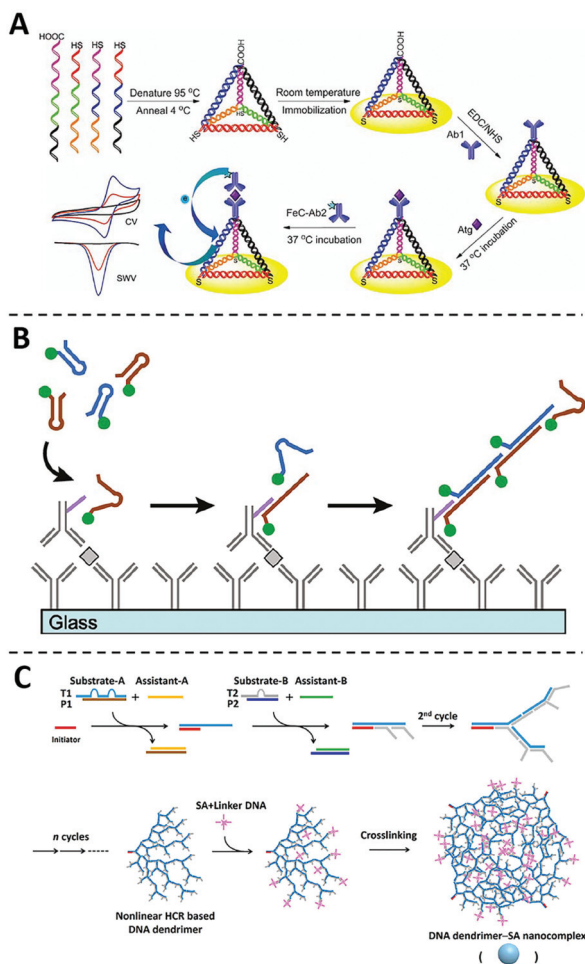 A
HOOC HS HS HS
Denature 95 °C
Anneal 4 °C
COOH
HS
HS
SH
Room temperature
Immobilization
COOH
S
S
S
EDC/NHS
Ab1
S
S
S
Atg
37 °C incubation
S
S
S
FeC-Ab2
37 °C incubation
S
S
S
e
CV
SWV
B
Glass
C
Substrate-A Assistant-A
T1
P1
+
Substrate-B Assistant-B
T2
P2
+
Initiator
2nd cycle
n cycles
Nonlinear HCR based
DNA dendrimer
SA+Linker DNA
Crosslinking
DNA dendrimer–SA nanocomplex
( )